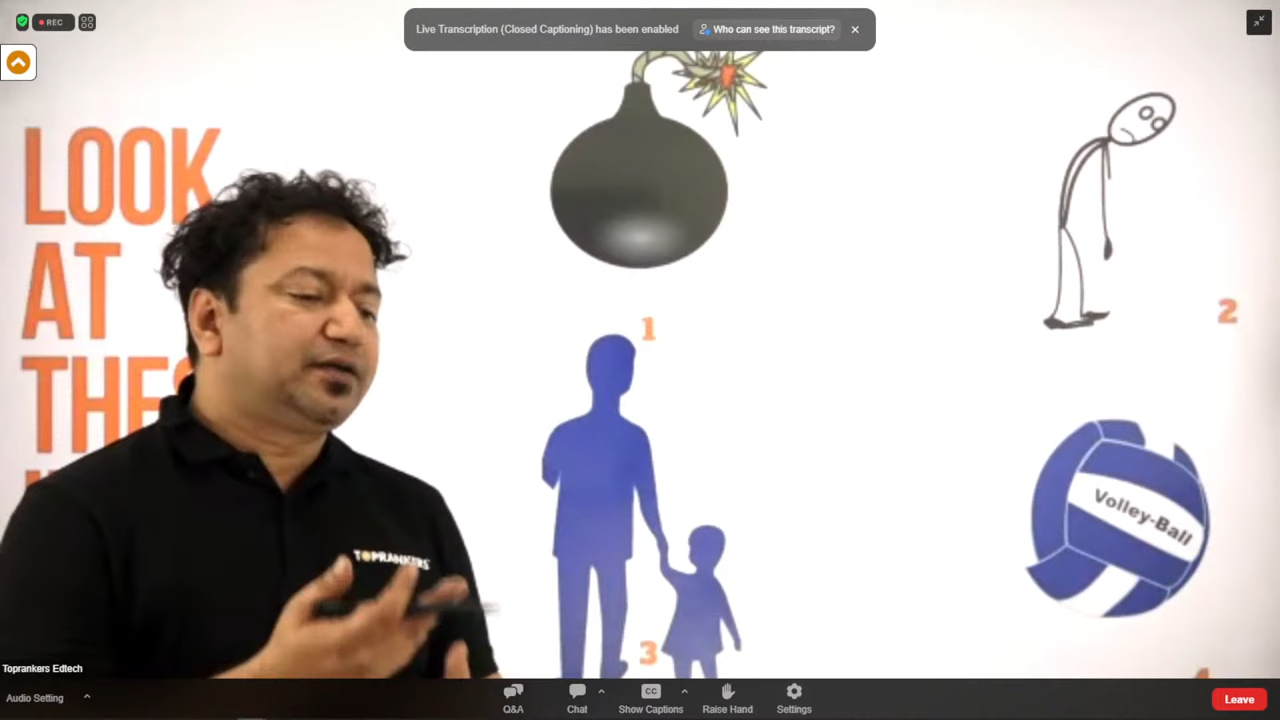 REC
Live Transcription (Closed Captioning) has been enabled
Who can see this transcript?
LOOK
AT
1
2
Volley-Ball
TOPRANKERS
3
Toprankers Edtech
Audio Setting
Q&A
Chat
CC
Show Captions
Raise Hand
Settings
Leave